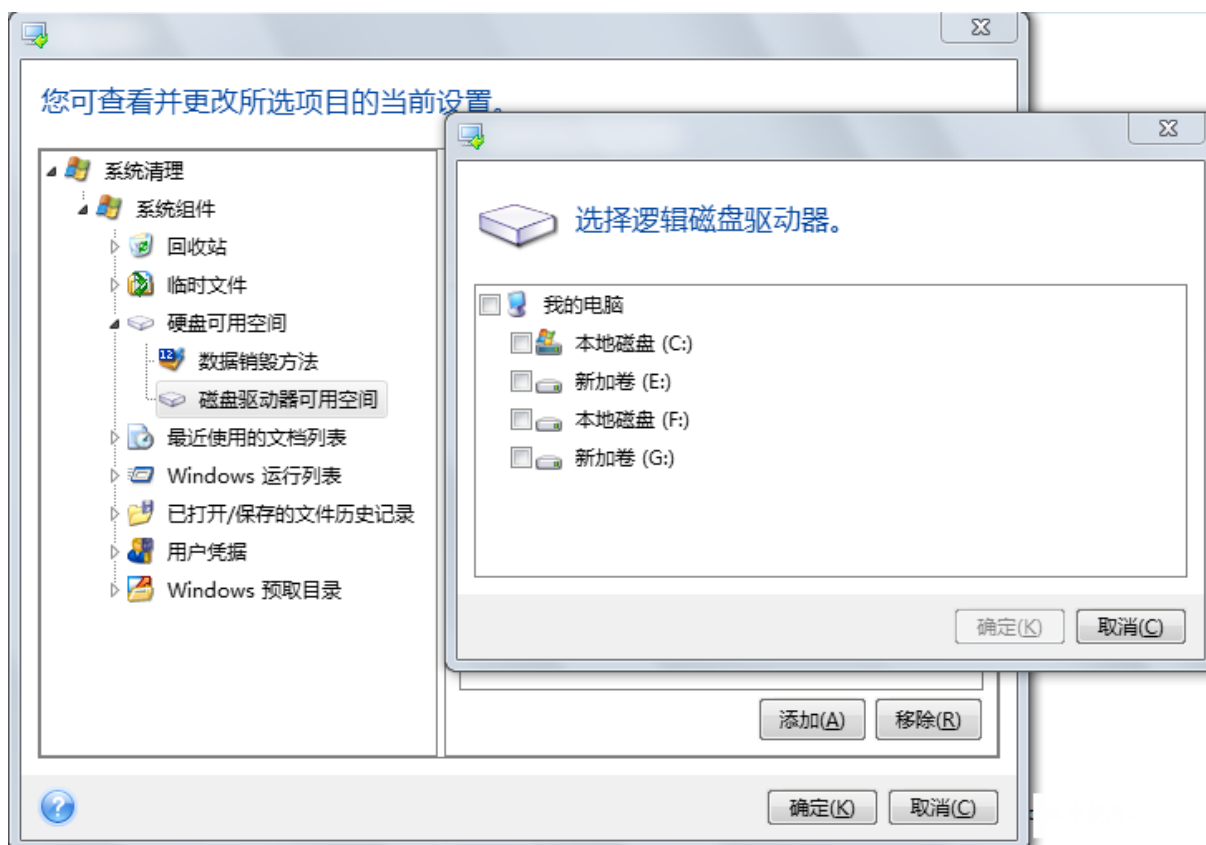 您可查看并更改所选项目的当前设置。
系统清理
系统组件
回收站
临时文件
硬盘可用空间
数据销毁方法
磁盘驱动器可用空间
最近使用的文档列表
Windows 运行列表
已打开/保存的文件历史记录
用户凭据
Windows 预取目录
选择逻辑磁盘驱动器。
我的电脑
本地磁盘 (C:)
新加卷 (E:)
本地磁盘 (F:)
新加卷 (G:)
确定(K) 取消(C)
添加(A) 移除(R)
确定(K) 取消(C)